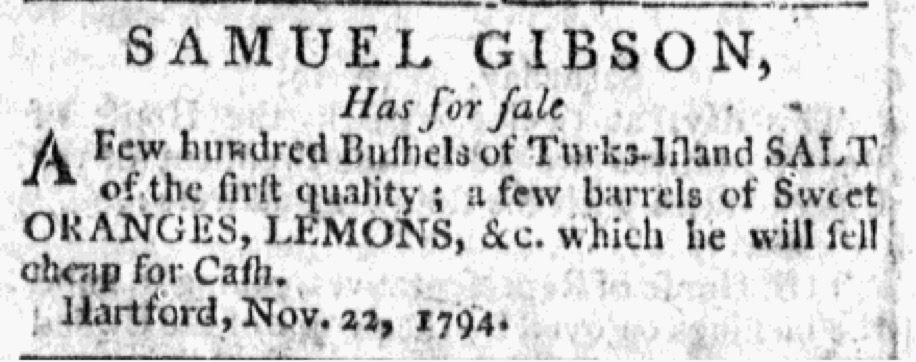 SAMUEL GIBSON,
Has for ſale
A Few hundred Buſhels of Turks-Iſland SALT
of the firſt quality; a few barrels of Sweet
ORANGES, LEMONS, &c. which he will ſell
cheap for Caſh.
Hartford, Nov. 22, 1794.